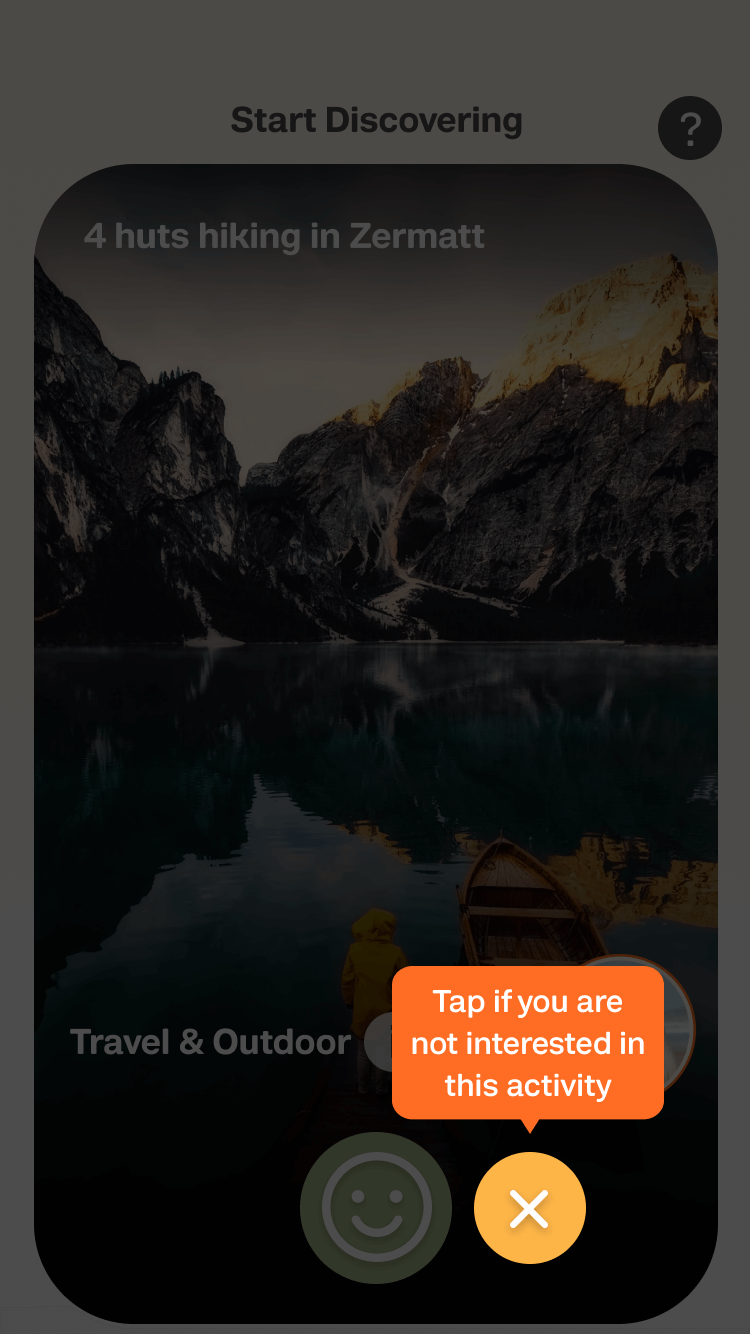 Start Discovering
?
4 huts hiking in Zermatt
Travel & Outdoor
Tap if you are
not interested in
this activity